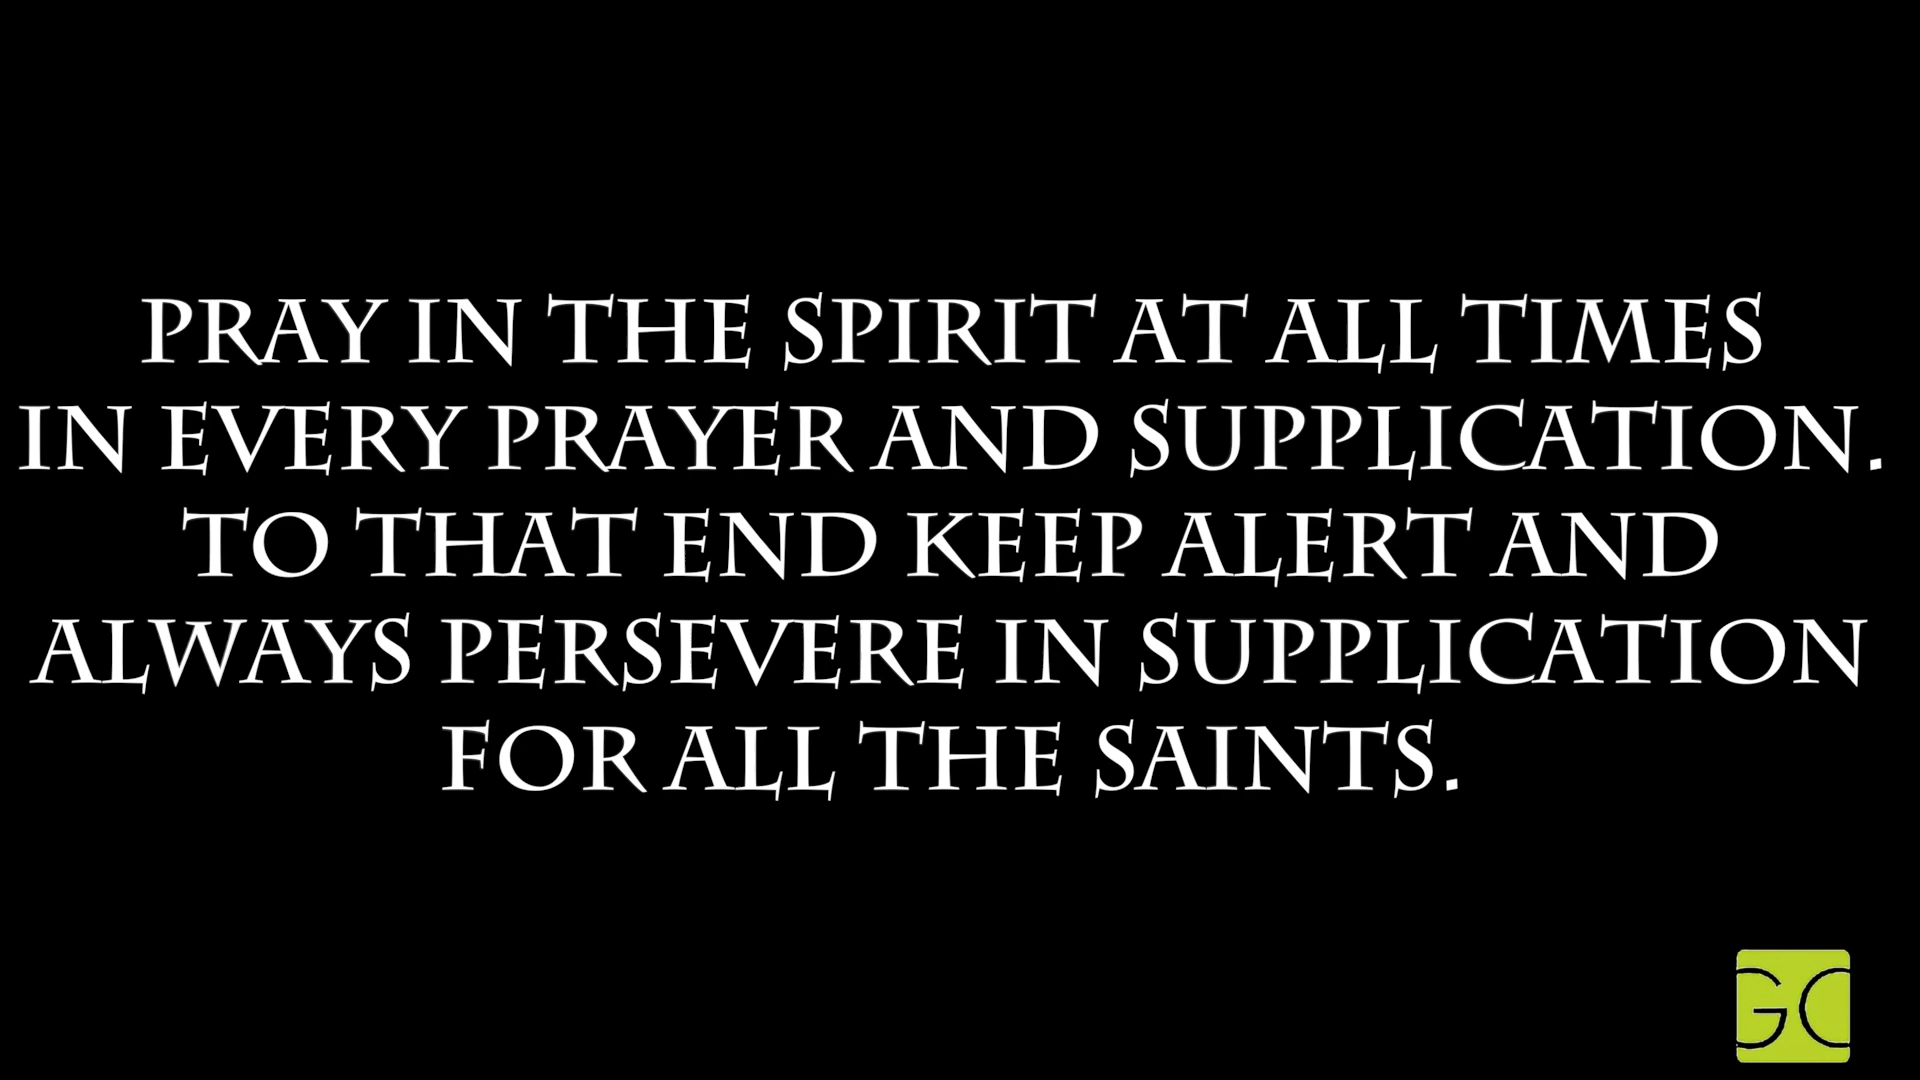 PRAY IN THE SPIRIT AT ALL TIMES
IN EVERY PRAYER AND SUPPLICATION.
TO THAT END KEEP ALERT AND
ALWAYS PERSEVERE IN SUPPLICATION
FOR ALL THE SAINTS.
GC